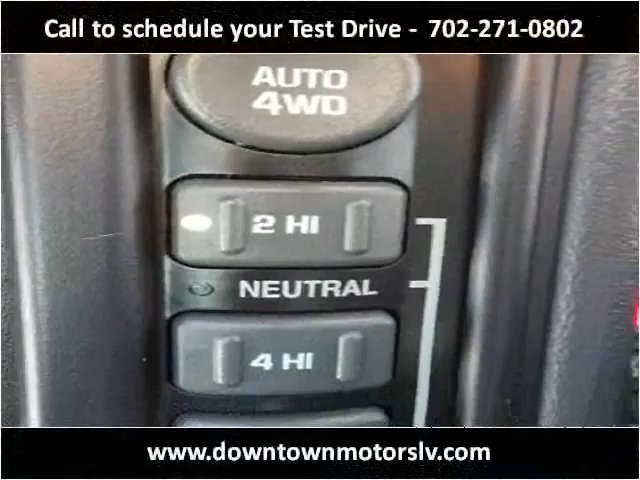 Call to schedule your Test Drive - 702-271-0802
AUTO
4WD
2 HI
NEUTRAL
4 HI
www.downtownmotorslv.com